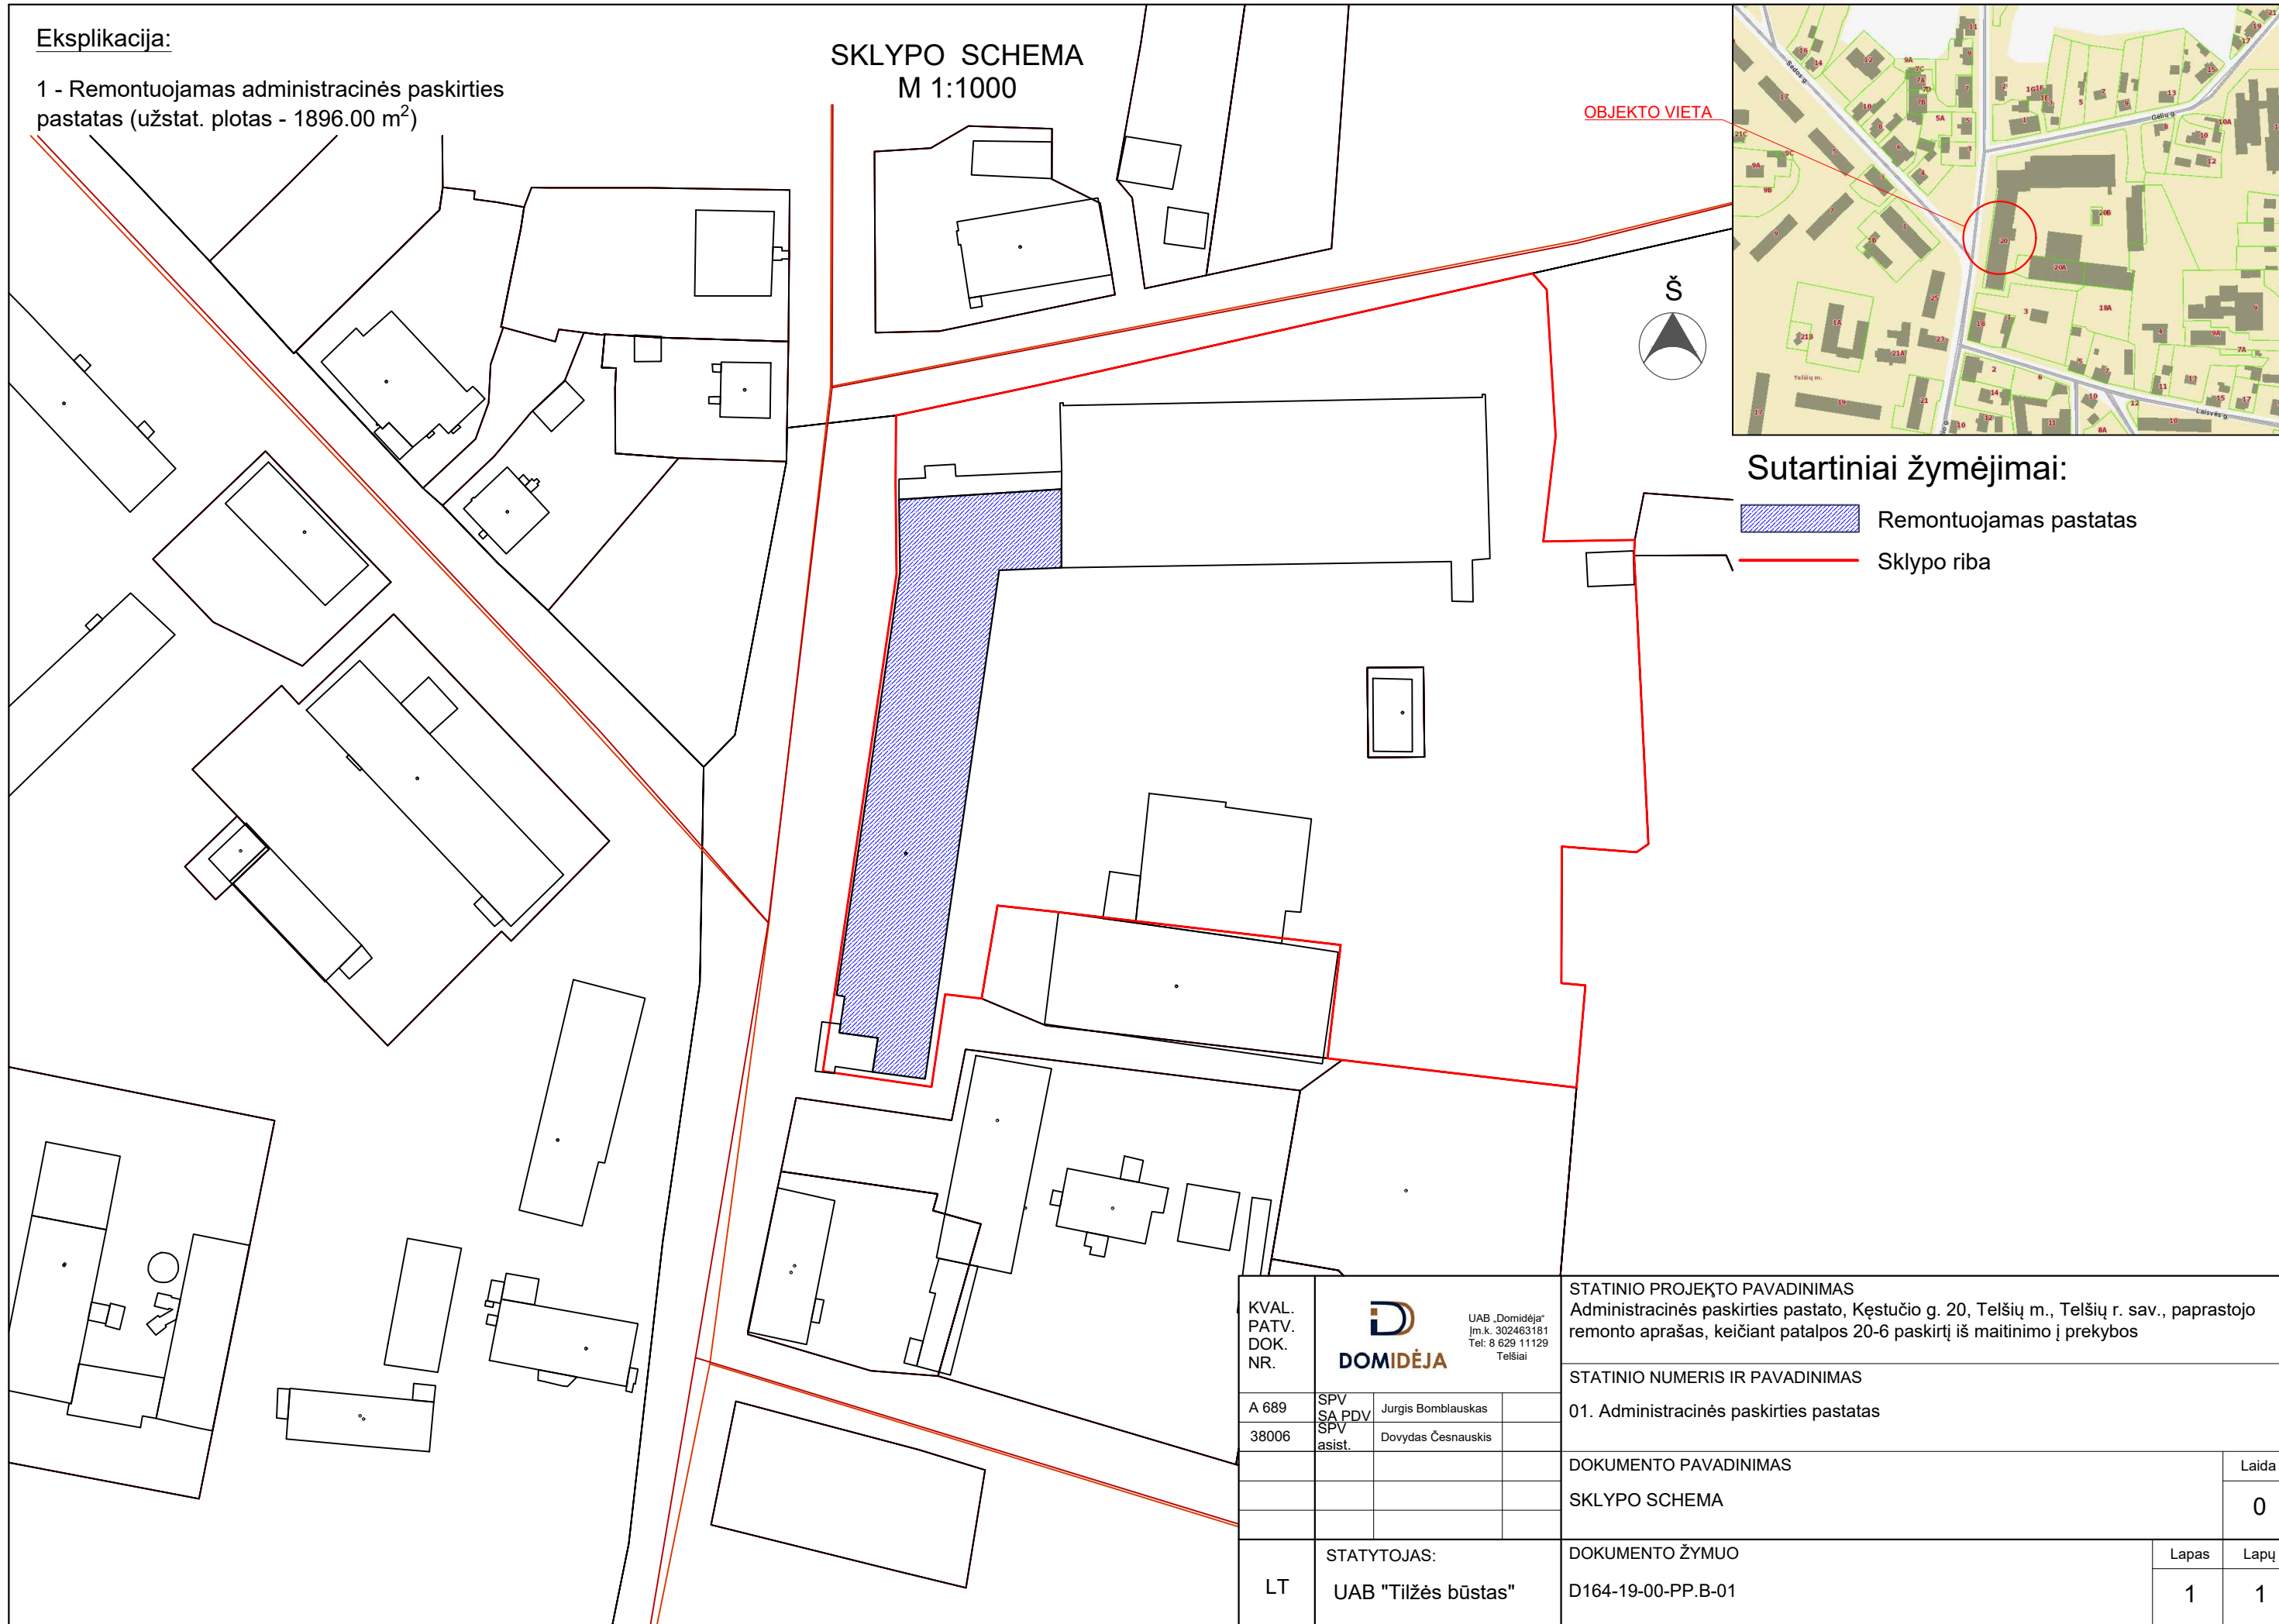 Eksplikacija:
1 - Remontuojamas administracinės paskirties
pastatas (užstat. plotas - 1896.00 m²)
SKLYPO SCHEMA
M 1:1000
OBJEKTO VIETA
Sėdos g.
Gėlių g.
Laisvės g.
Telšių m.
Š
Sutartiniai žymėjimai:
Remontuojamas pastatas
Sklypo riba
KVAL.
PATV.
DOK.
NR.
DOMIDĖJA
UAB „Domidėja"
Įm.k. 302463181
Tel: 8 629 11129
Telšiai
STATINIO PROJEKTO PAVADINIMAS
Administracinės paskirties pastato, Kęstučio g. 20, Telšių m., Telšių r. sav., paprastojo
remonto aprašas, keičiant patalpos 20-6 paskirtį iš maitinimo į prekybos
STATINIO NUMERIS IR PAVADINIMAS
01. Administracinės paskirties pastatas
A 689
SPV
SA PDV
Jurgis Bomblauskas
38006
SPV
asist.
Dovydas Česnauskis
DOKUMENTO PAVADINIMAS
SKLYPO SCHEMA
Laida
0
LT
STATYTOJAS:
UAB "Tilžės būstas"
DOKUMENTO ŽYMUO
D164-19-00-PP.B-01
Lapas
1
Lapų
1